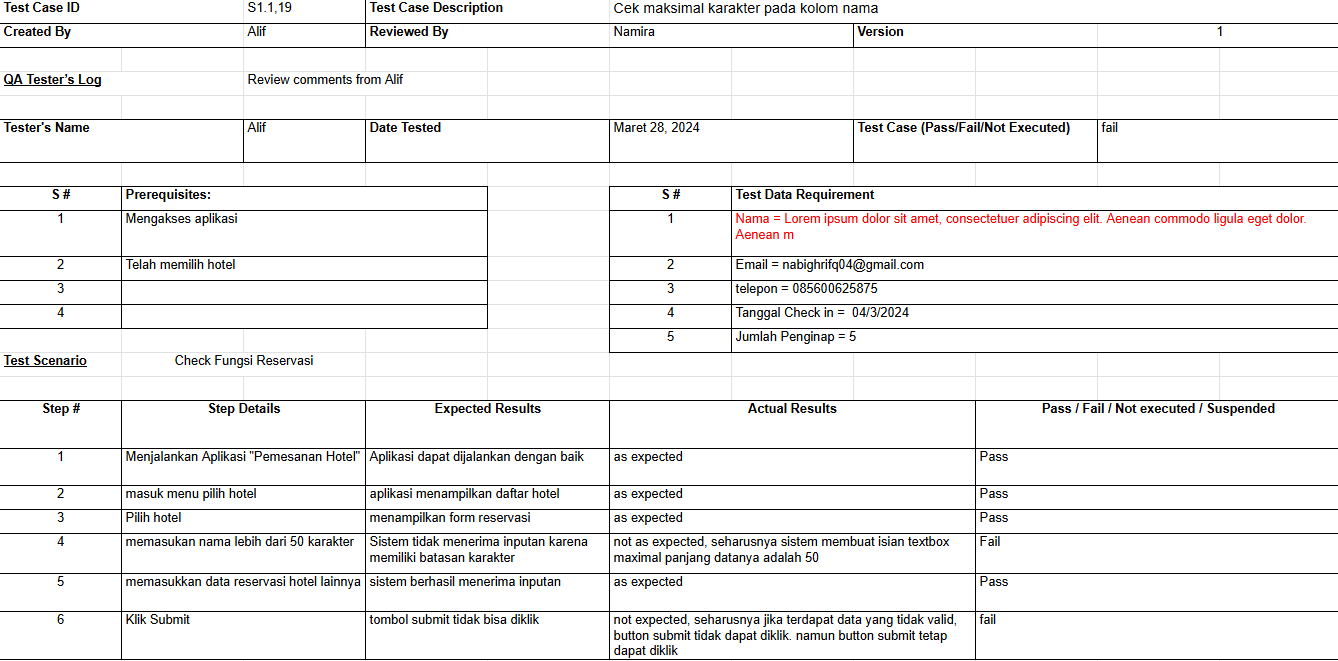 Test Case ID S1.1,19 Test Case Description Cek maksimal karakter pada kolom nama
Created By Alif Reviewed By Namira Version 1
QA Tester's Log Review comments from Alif
Tester's Name Alif Date Tested Maret 28, 2024 Test Case (Pass/Fail/Not Executed) fail
S # Prerequisites:
1 Mengakses aplikasi
2 Telah memilih hotel
3
4
S # Test Data Requirement
1 Nama = Lorem ipsum dolor sit amet, consectetuer adipiscing elit. Aenean commodo ligula eget dolor.
Aenean m
2 Email = nabighrifq04@gmail.com
3 telepon = 085600625875
4 Tanggal Check in = 04/3/2024
5 Jumlah Penginap = 5
Test Scenario Check Fungsi Reservasi
Step # Step Details Expected Results Actual Results Pass / Fail / Not executed / Suspended
1 Menjalankan Aplikasi "Pemesanan Hotel" Aplikasi dapat dijalankan dengan baik as expected Pass
2 masuk menu pilih hotel aplikasi menampilkan daftar hotel as expected Pass
3 Pilih hotel menampilkan form reservasi as expected Pass
4 memasukan nama lebih dari 50 karakter Sistem tidak menerima inputan karena not as expected, seharusnya sistem membuat isian textbox Fail
memiliki batasan karakter maximal panjang datanya adalah 50
5 memasukkan data reservasi hotel lainnya sistem berhasil menerima inputan as expected Pass
6 Klik Submit tombol submit tidak bisa diklik not expected, seharusnya jika terdapat data yang tidak valid, fail
button submit tidak dapat diklik. namun button submit tetap
dapat diklik